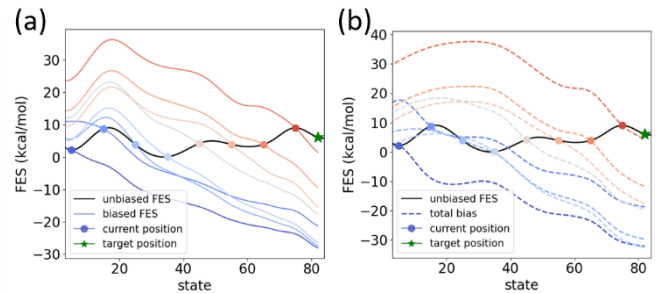 (a)
FES (kcal/mol)
30
20
10
0
−10
−20
−30
unbiased FES
biased FES
current position
target position
20
40
60
80
state
(b)
FES (kcal/mol)
40
30
20
10
0
−10
−20
−30
unbiased FES
total bias
current position
target position
20
40
60
80
state